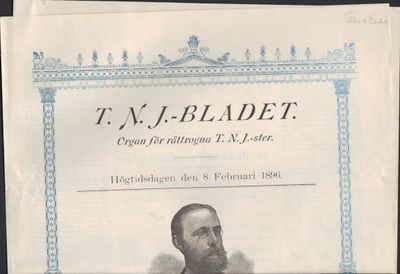 T. N. J.-BLADET.
Organ för rättrogna T. N. J.-ster.
Högtidsdagen den 8 Februari 1896.